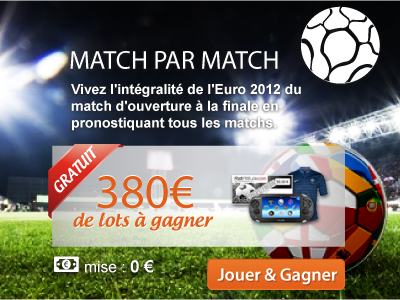 MATCH PAR MATCH
Vivez l'intégralité de l'Euro 2012 du
match d'ouverture à la finale en
pronostiquant tous les matchs.
GRATUIT
380€
de lots à gagner
mise : 0 €
Jouer & Gagner